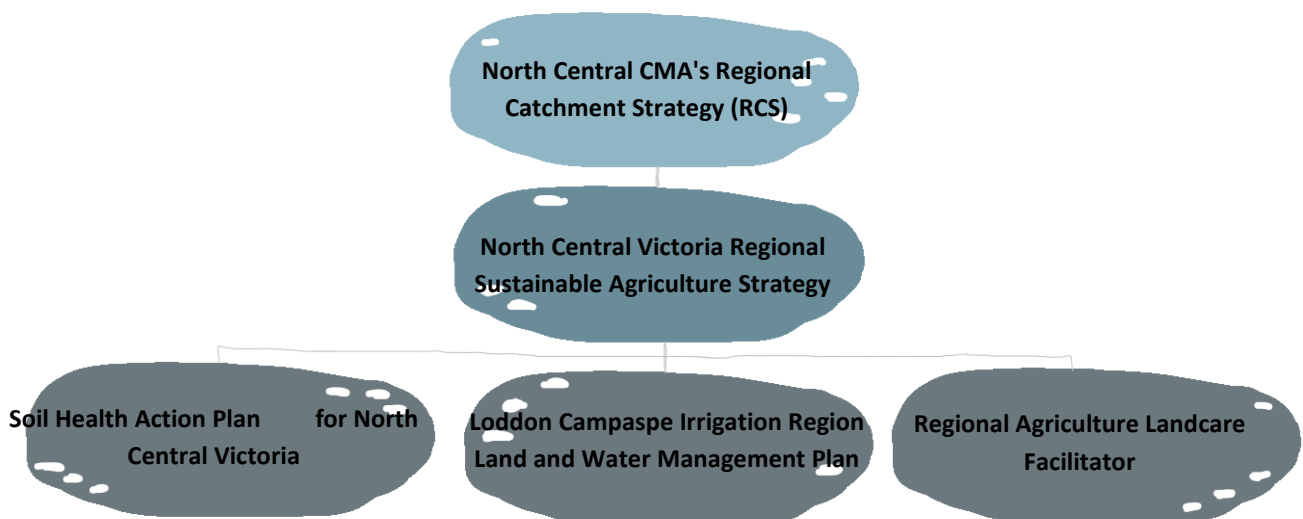 North Central CMA's Regional
Catchment Strategy (RCS)
North Central Victoria Regional
Sustainable Agriculture Strategy
Soil Health Action Plan for North
Central Victoria
Loddon Campaspe Irrigation Region
Land and Water Management Plan
Regional Agriculture Landcare
Facilitator